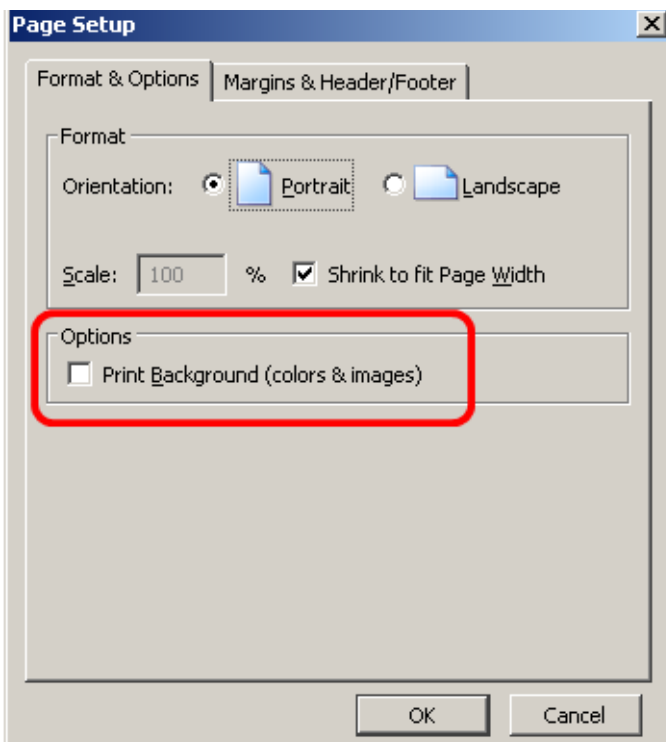 Page Setup
Format & Options
Margins & Header/Footer
Format
Orientation: Portrait Landscape
Scale: 100 % Shrink to fit Page Width
Options
Print Background (colors & images)
OK Cancel